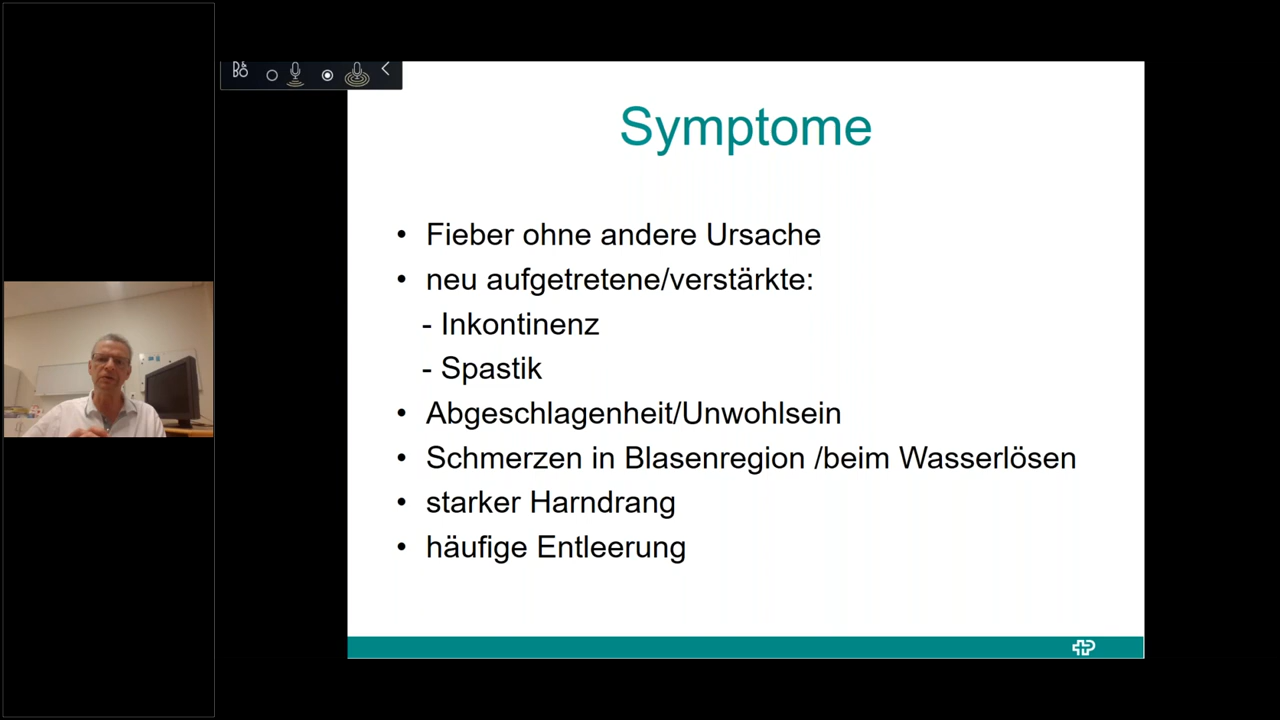 Symptome
• Fieber ohne andere Ursache
• neu aufgetretene/verstärkte:
- Inkontinenz
- Spastik
• Abgeschlagenheit/Unwohlsein
• Schmerzen in Blasenregion /beim Wasserlösen
• starker Harndrang
• häufige Entleerung